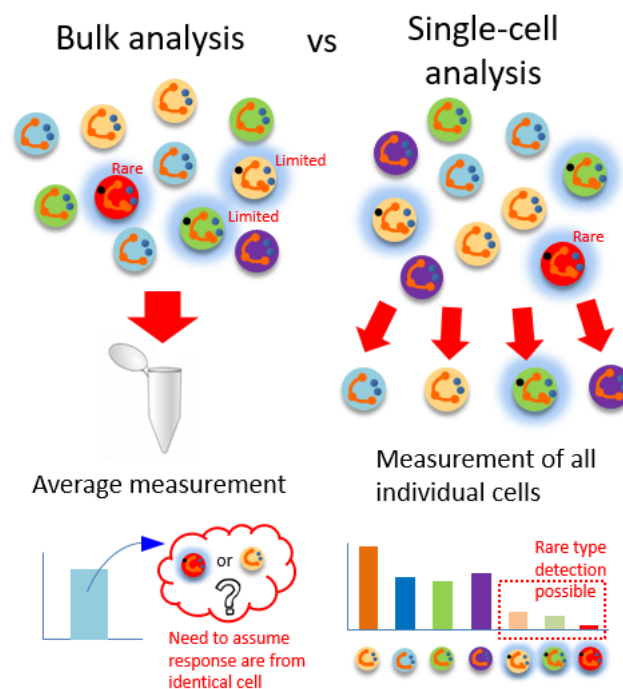 Bulk analysis
vs
Single-cell
analysis
Rare
Limited
Limited
Rare
Average measurement
Measurement of all
individual cells
or
?
Need to assume
response are from
identical cell
Rare type
detection
possible